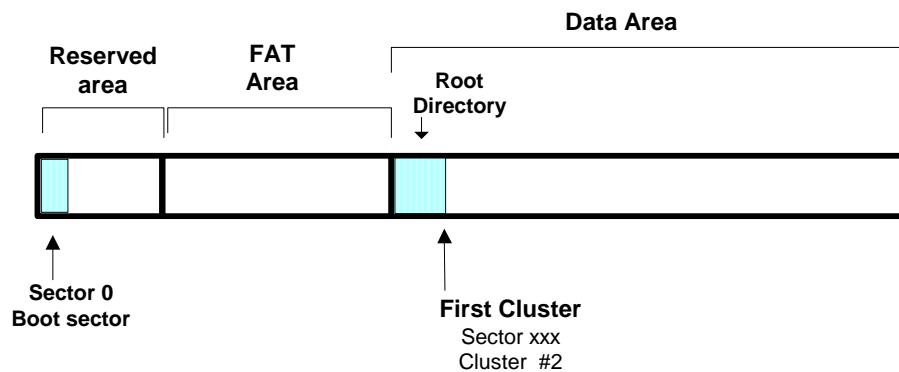 Data Area
Reserved
area
FAT
Area
Root
Directory
Sector 0
Boot sector
First Cluster
Sector xxx
Cluster #2